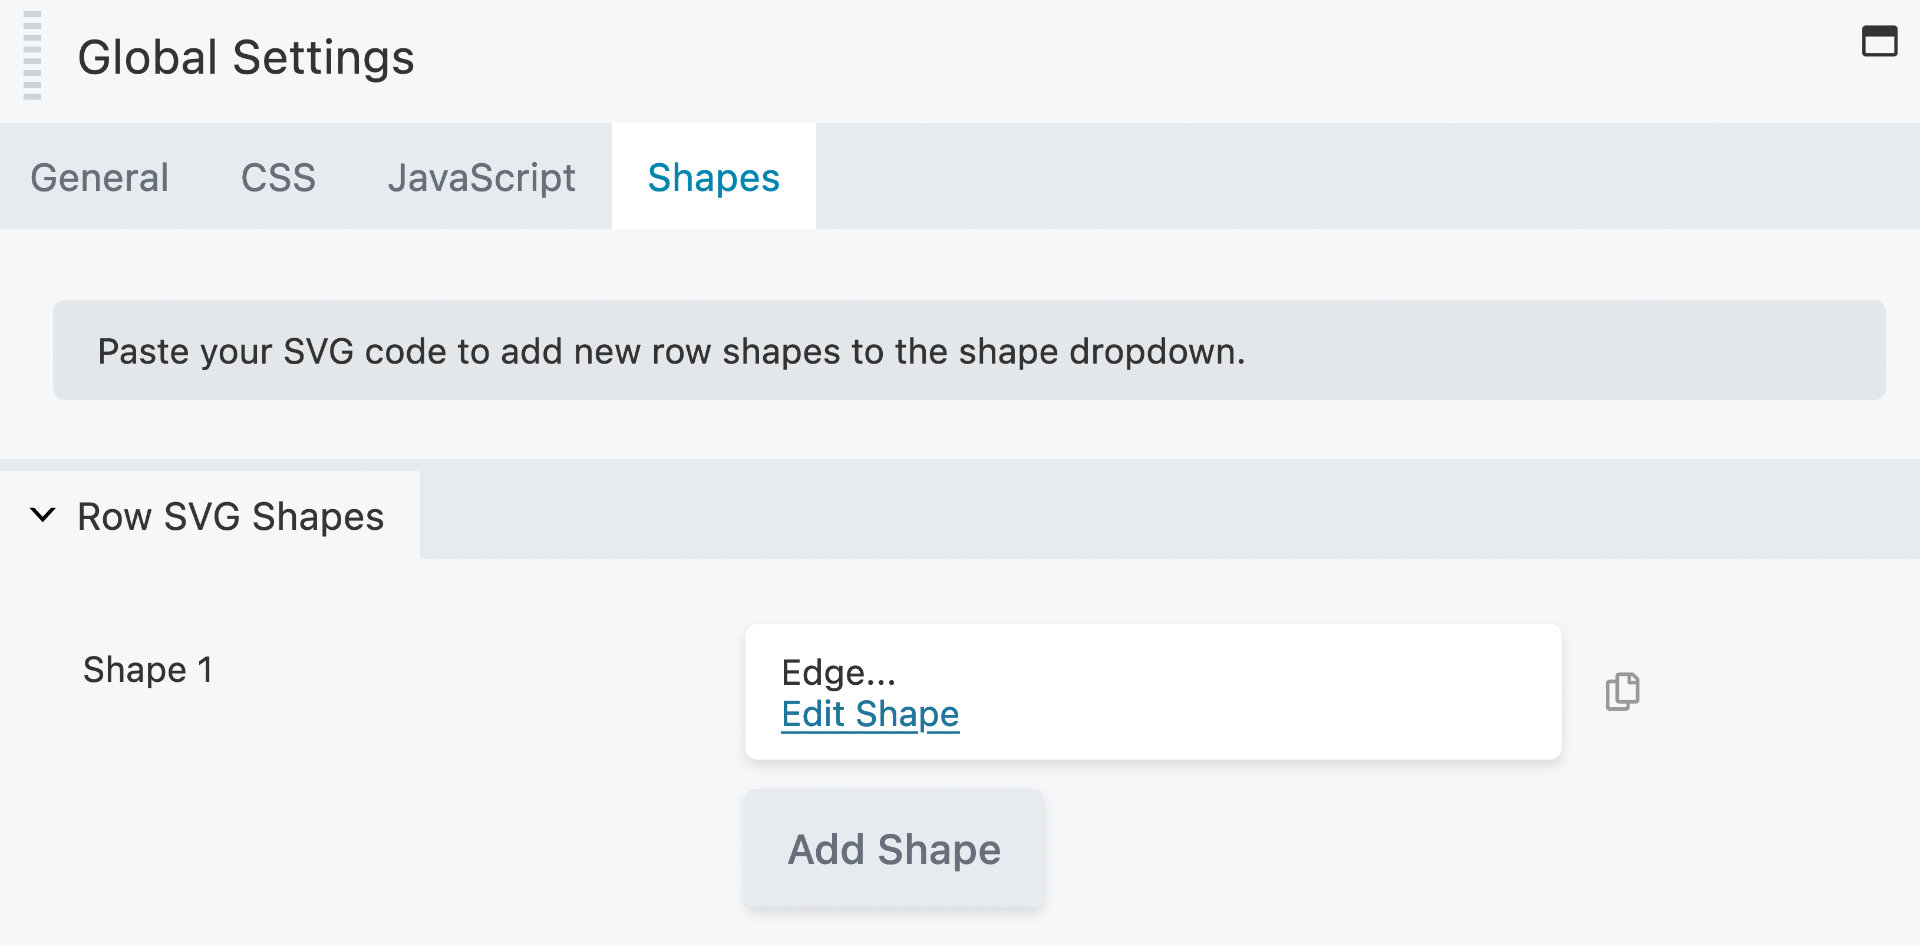 Global Settings
General CSS JavaScript Shapes
Paste your SVG code to add new row shapes to the shape dropdown.
Row SVG Shapes
Shape 1
Edge...
Edit Shape
Add Shape